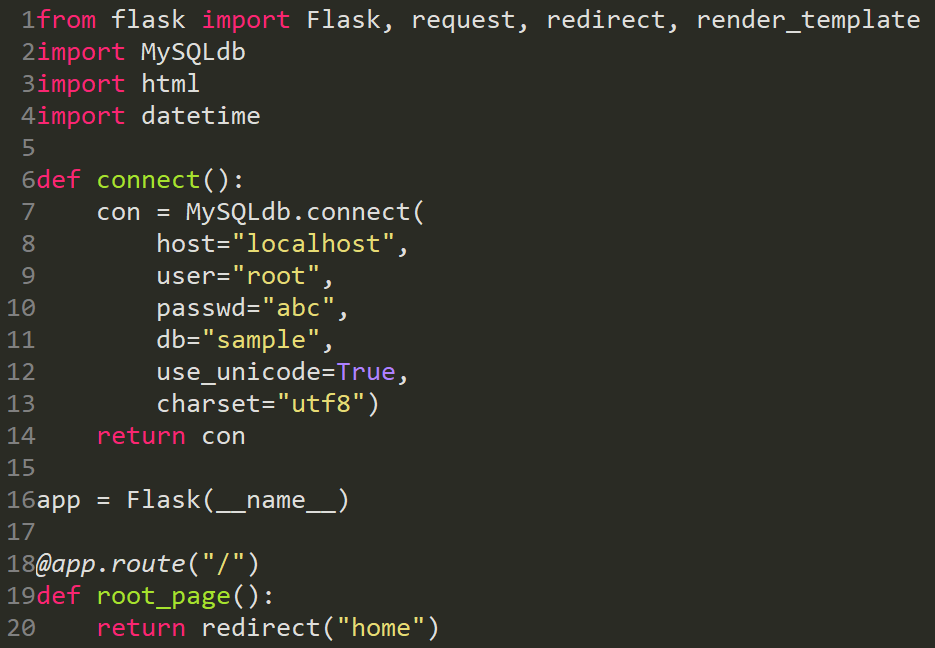 1from flask import Flask, request, redirect, render_template
2import MySQLdb
3import html
4import datetime
5
6def connect():
7    con = MySQLdb.connect(
8        host="localhost",
9        user="root",
10        passwd="abc",
11        db="sample",
12        use_unicode=True,
13        charset="utf8")
14    return con
15
16app = Flask(__name__)
17
18@app.route("/")
19def root_page():
20    return redirect("home")